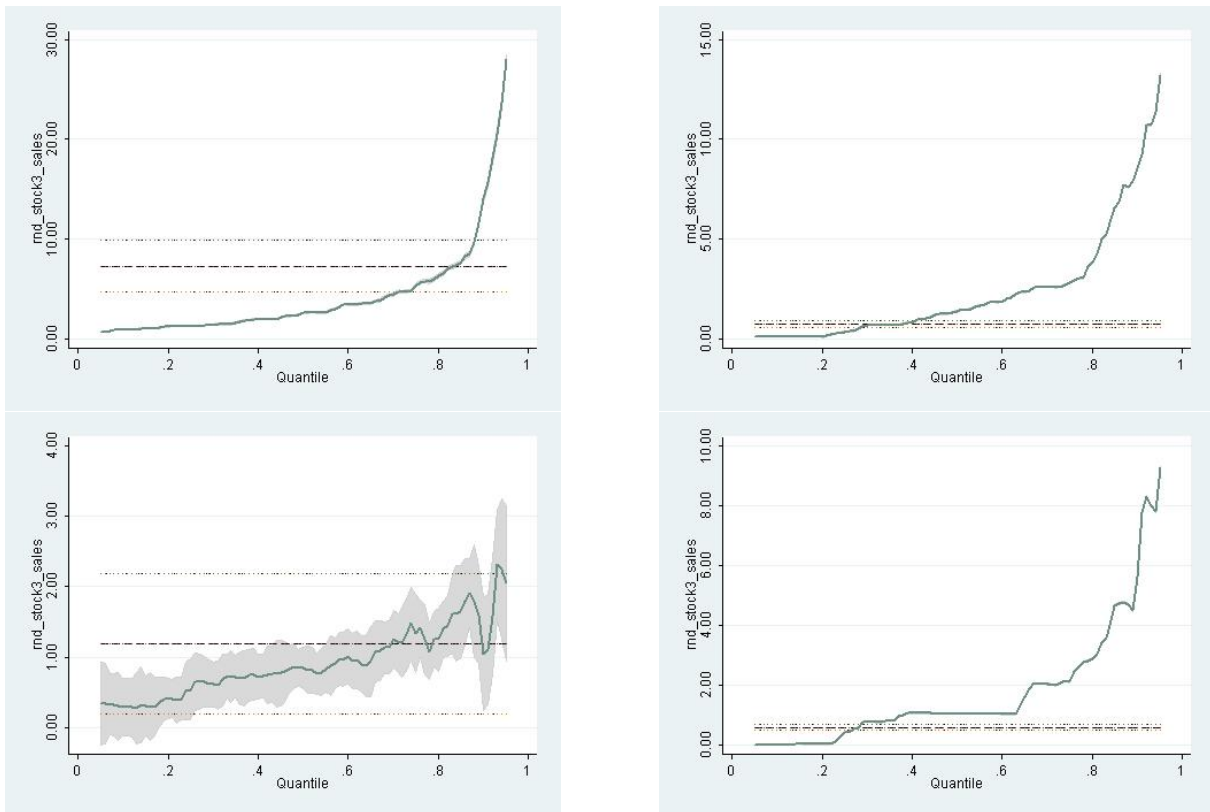 30.00
20.00
10.00
0.00
rnd_stock3_sales
0 .2 .4 .6 .8 1
Quantile
15.00
10.00
5.00
0.00
rnd_stock3_sales
0 .2 .4 .6 .8 1
Quantile
4.00
3.00
2.00
1.00
0.00
rnd_stock3_sales
0 .2 .4 .6 .8 1
Quantile
10.00
8.00
6.00
4.00
2.00
0.00
rnd_stock3_sales
0 .2 .4 .6 .8 1
Quantile